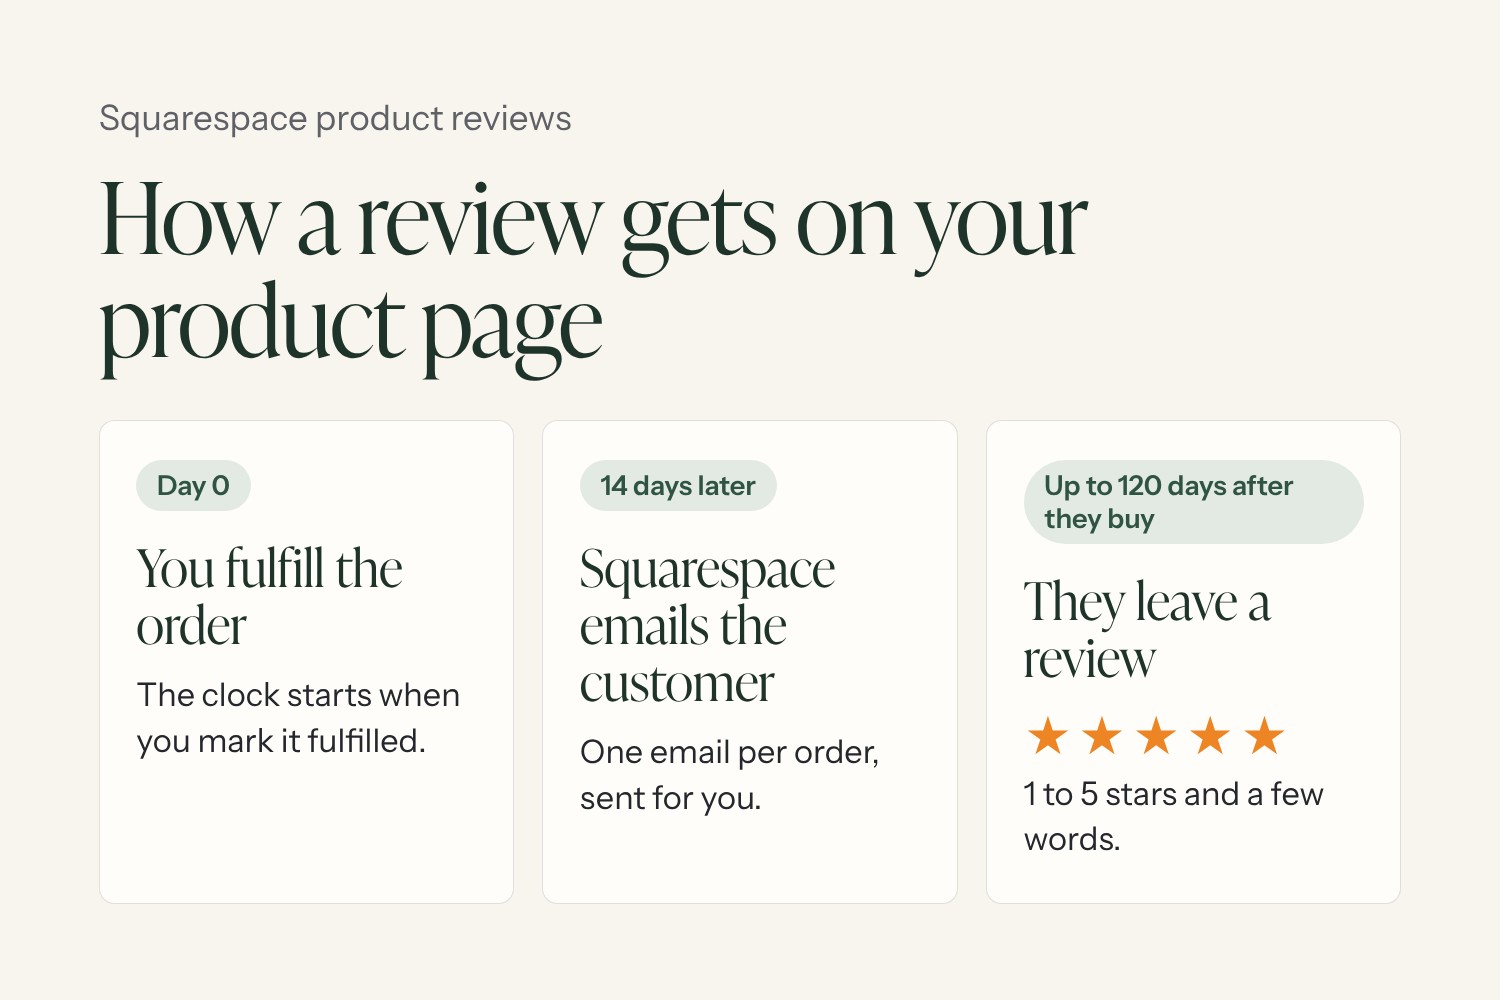 Squarespace product reviews
How a review gets on your
product page
Day 0
You fulfill the
order
The clock starts when
you mark it fulfilled.
14 days later
Squarespace
emails the
customer
One email per order,
sent for you.
Up to 120 days after
they buy
They leave a
review
1 to 5 stars and a few
words.